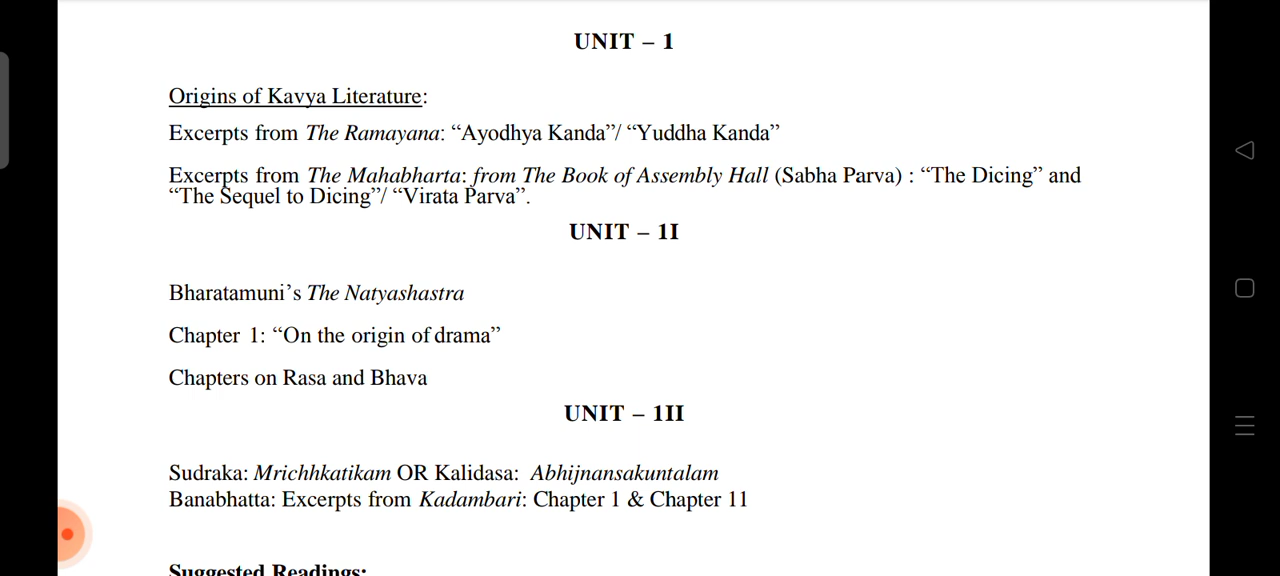 UNIT – 1
Origins of Kavya Literature:
Excerpts from The Ramayana: “Ayodhya Kanda”/ “Yuddha Kanda”
Excerpts from The Mahabharta: from The Book of Assembly Hall (Sabha Parva) : “The Dicing” and
“The Sequel to Dicing”/ “Virata Parva”.
UNIT – 1I
Bharatamuni’s The Natyashastra
Chapter 1: “On the origin of drama”
Chapters on Rasa and Bhava
UNIT – 1II
Sudraka: Mrichhkatikam OR Kalidasa: Abhijnansakuntalam
Banabhatta: Excerpts from Kadambari: Chapter 1 & Chapter 11
Suggested Readings: